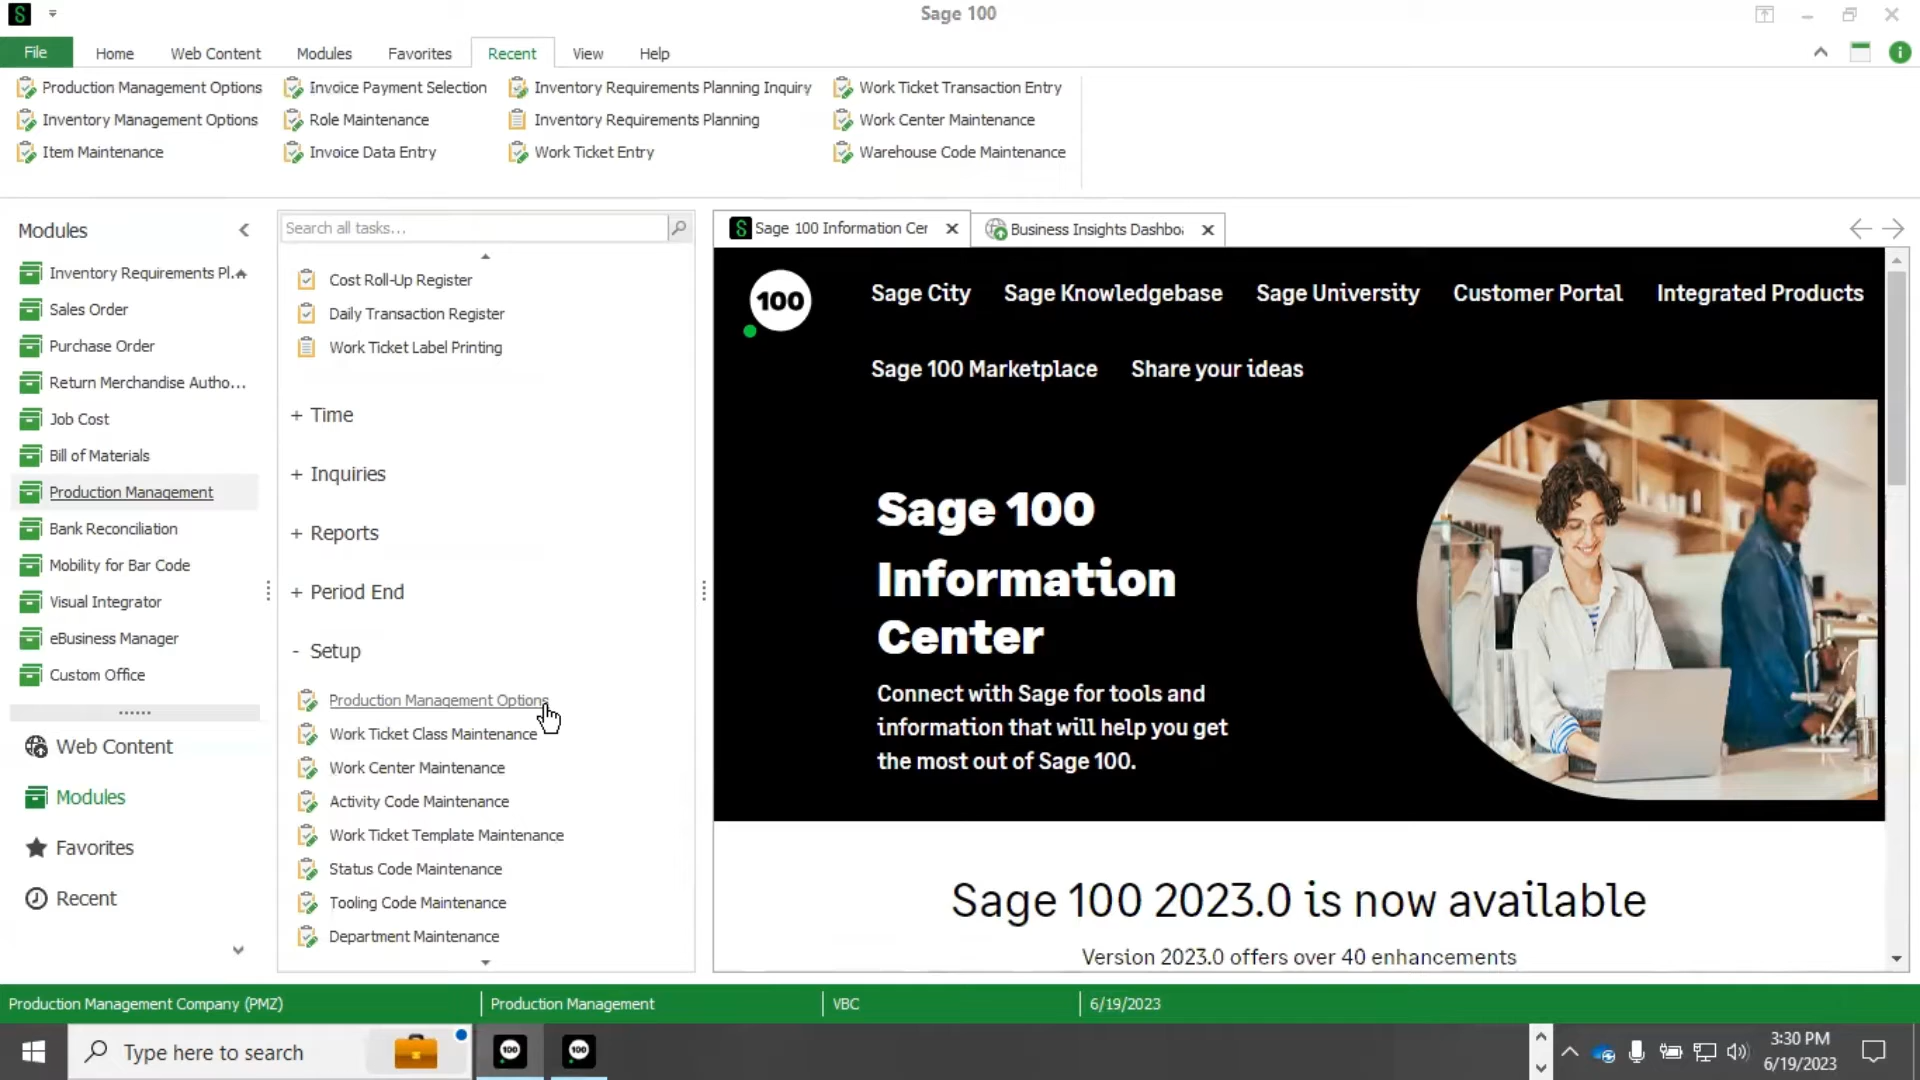 S
Sage 100
File
Home
Web Content
Modules
Favorites
Recent
View
Help
i
Production Management Options
Invoice Payment Selection
Inventory Requirements Planning Inquiry
Work Ticket Transaction Entry
Inventory Management Options
Role Maintenance
Inventory Requirements Planning
Work Center Maintenance
Item Maintenance
Invoice Data Entry
Work Ticket Entry
Warehouse Code Maintenance
Modules
Inventory Requirements Pl.
Sales Order
Purchase Order
Return Merchandise Autho...
Job Cost
Bill of Materials
Production Management
Bank Reconciliation
Mobility for Bar Code
Visual Integrator
eBusiness Manager
Custom Office
Web Content
Modules
Favorites
Recent
Search all tasks...
Cost Roll-Up Register
Daily Transaction Register
Work Ticket Label Printing
+ Time
+ Inquiries
+ Reports
+ Period End
- Setup
Production Management Options
Work Ticket Class Maintenance
Work Center Maintenance
Activity Code Maintenance
Work Ticket Template Maintenance
Status Code Maintenance
Tooling Code Maintenance
Department Maintenance
S Sage 100 Information Cer
Business Insights Dashbo
100
Sage City
Sage Knowledgebase
Sage University
Customer Portal
Integrated Products
Sage 100 Marketplace
Share your ideas
Sage 100
Information
Center
Connect with Sage for tools and
information that will help you get
the most out of Sage 100.
Sage 100 2023.0 is now available
Version 2023.0 offers over 40 enhancements
Production Management Company (PMZ)
Production Management
VBC
6/19/2023
Type here to search
100
100
3:30 PM
6/19/2023